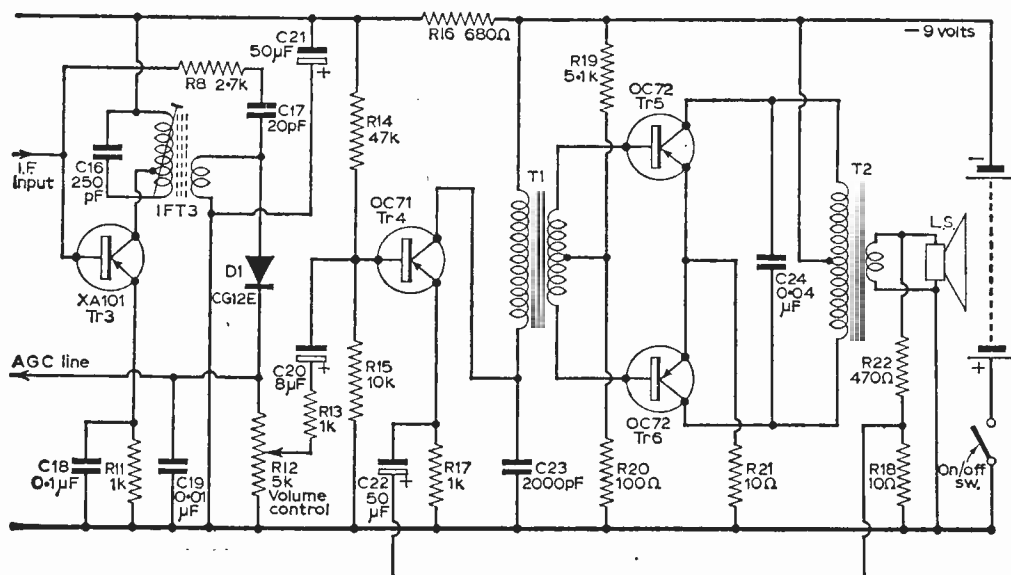 C21
50µF
+
R16 680Ω
−9 volts
R8 2·7k
C17
20pF
R14
47k
R19
5·1k
OC72
Tr5
I.F.
Input
C16
250
pF
IFT3
OC71
Tr4
T1
T2
L.S.
−
XA101
Tr3
D1
CG12E
C24
0·04
µF
AGC line
C20
8µF
+
R13
1k
R15
10k
OC72
Tr6
R22
470Ω
+
C18
0·1µF
R11
1k
C19
0·01
µF
R12
5k
Volume
control
C22
50
µF
+
R17
1k
C23
2000pF
R20
100Ω
R21
10Ω
R18
10Ω
On/off
sw.